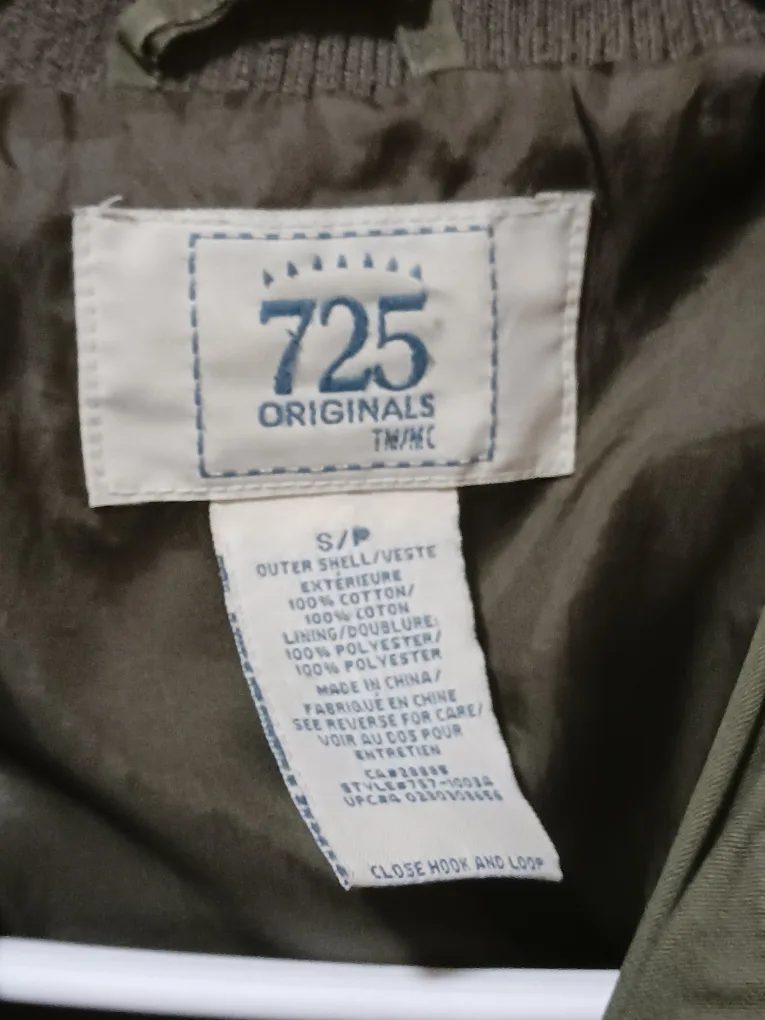 725
ORIGINALS
TM/MC
S/P
OUTER SHELL/VESTE
EXTÉRIEURE
100% COTTON/
100% COTON
LINING/DOUBLURE:
100% POLYESTER/
100% POLYESTER
MADE IN CHINA/
FABRIQUÉ EN CHINE
SEE REVERSE FOR CARE/
VOIR AU DOS POUR
ENTRETIEN
CLOSE HOOK AND LOOP